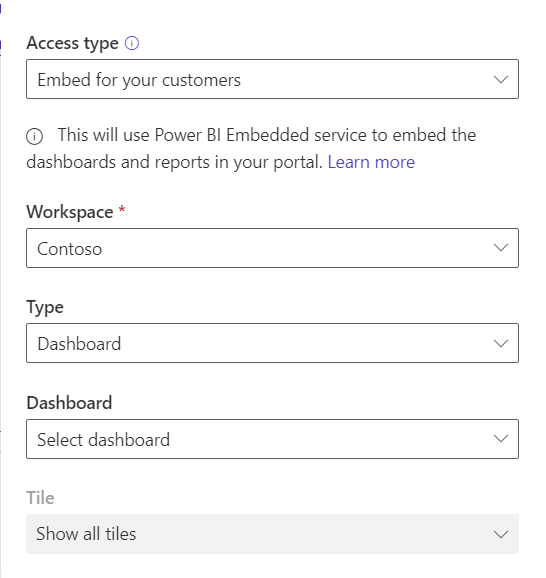 Access type
Embed for your customers
This will use Power BI Embedded service to embed the
dashboards and reports in your portal. Learn more
Workspace *
Contoso
Type
Dashboard
Dashboard
Select dashboard
Tile
Show all tiles